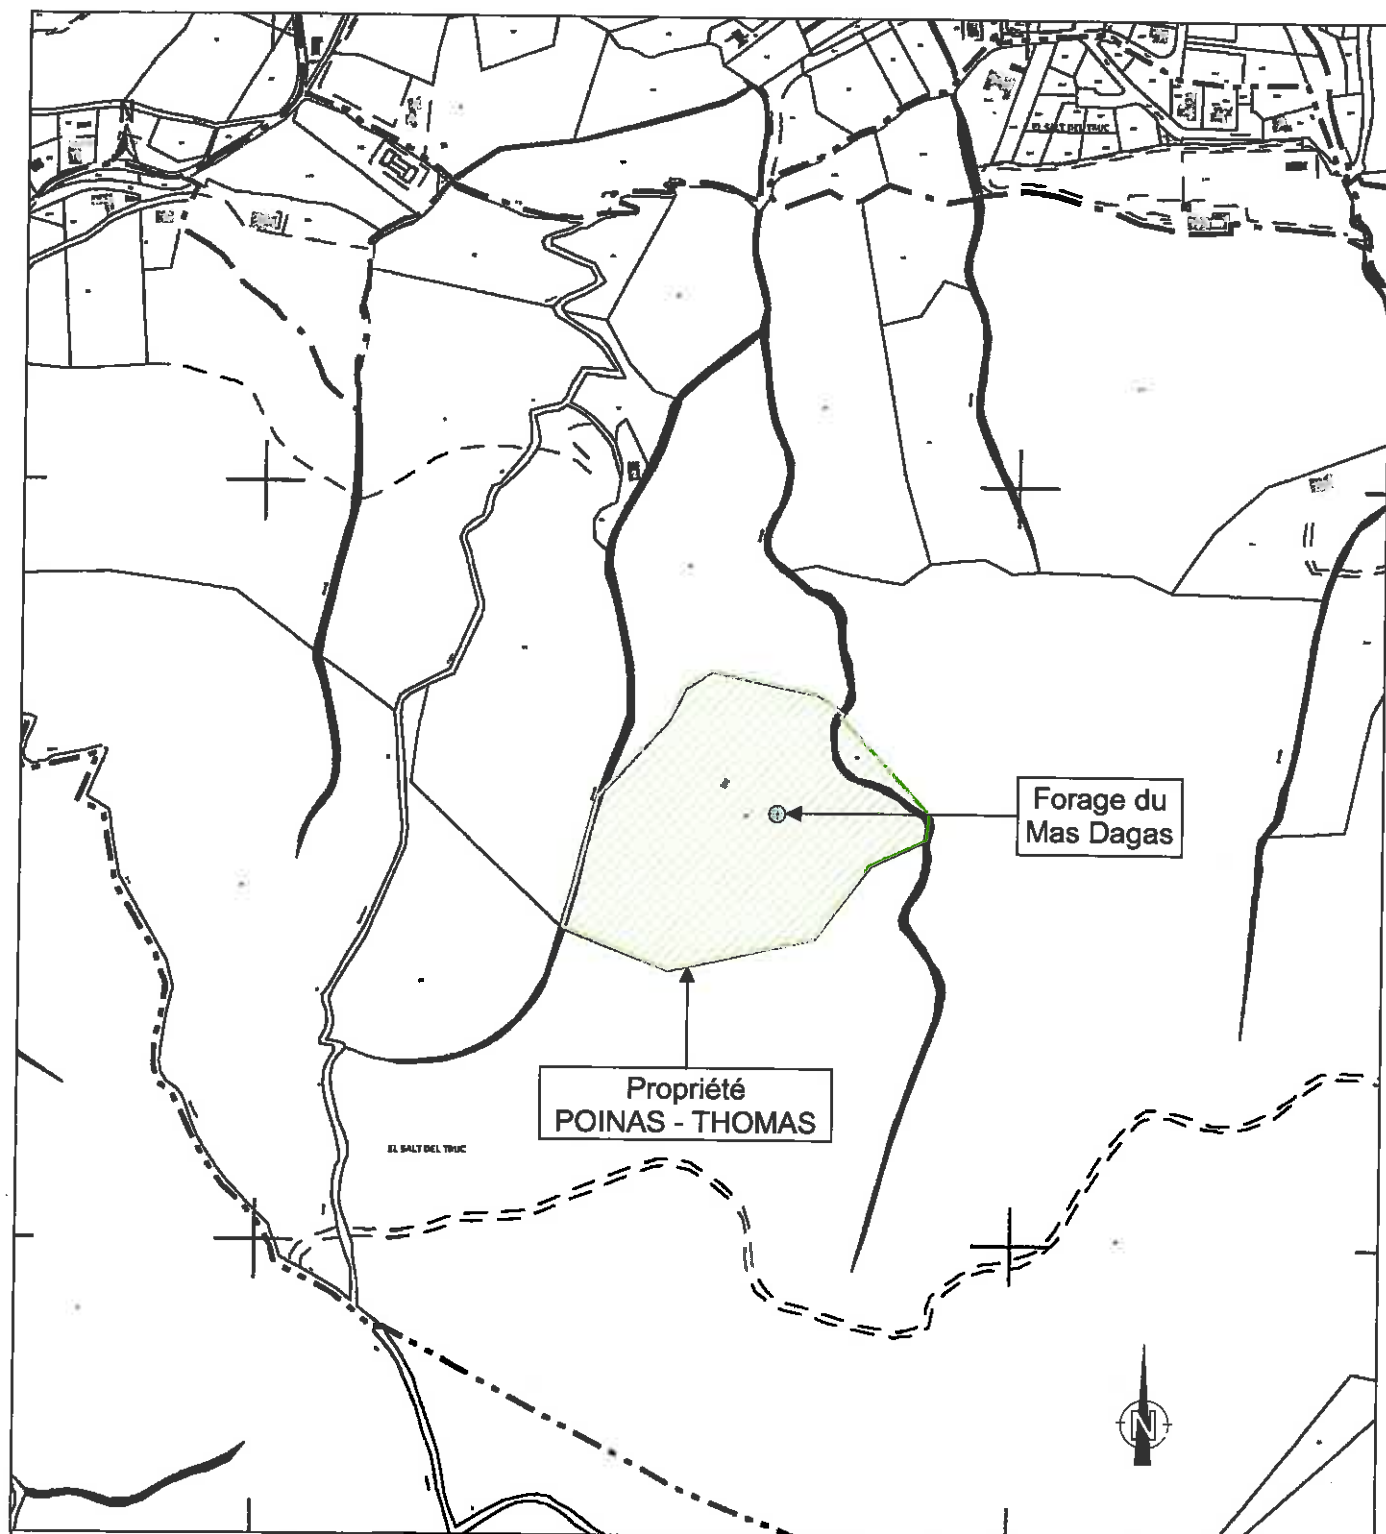 EL SALT DEL TRUC
Forage du
Mas Dagas
Propriété
POINAS - THOMAS
EL SALT DEL TRUC
N